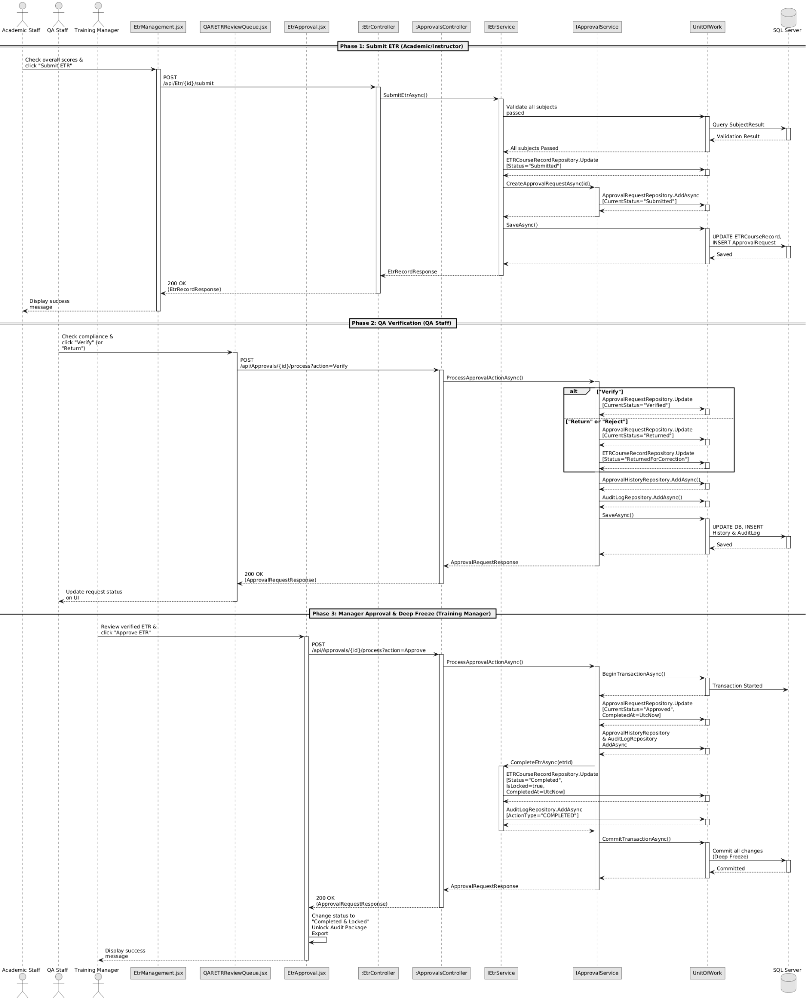 Academic Staff
QA Staff
Training Manager
EtrManagement.jsx
QARETRReviewQueue.jsx
EtrApproval.jsx
:EtrController
:ApprovalsController
IEtrService
IApprovalService
UnitOfWork
SQL Server
Phase 1: Submit ETR (Academic/Instructor)
Check overall scores &
click "Submit ETR"
POST
/api/Etr/{id}/submit
SubmitEtrAsync()
Validate all subjects
passed
Query SubjectResult
Validation Result
All subjects Passed
ETRCourseRecordRepository.Update
[Status="Submitted"]
CreateApprovalRequestAsync(id)
ApprovalRequestRepository.AddAsync
[CurrentStatus="Submitted"]
SaveAsync()
UPDATE ETRCourseRecord,
INSERT ApprovalRequest
Saved
EtrRecordResponse
200 OK
(EtrRecordResponse)
Display success
message
Phase 2: QA Verification (QA Staff)
Check compliance &
click "Verify" (or
"Return")
POST
/api/Approvals/{id}/process?action=Verify
ProcessApprovalActionAsync()
alt
["Verify"]
ApprovalRequestRepository.Update
[CurrentStatus="Verified"]
["Return" or "Reject"]
ApprovalRequestRepository.Update
[CurrentStatus="Returned"]
ETRCourseRecordRepository.Update
[Status="ReturnedForCorrection"]
ApprovalHistoryRepository.AddAsync()
AuditLogRepository.AddAsync()
SaveAsync()
UPDATE DB, INSERT
History & AuditLog
Saved
ApprovalRequestResponse
200 OK
(ApprovalRequestResponse)
Update request status
on UI
Phase 3: Manager Approval & Deep Freeze (Training Manager)
Review verified ETR &
click "Approve ETR"
POST
/api/Approvals/{id}/process?action=Approve
ProcessApprovalActionAsync()
BeginTransactionAsync()
Transaction Started
ApprovalRequestRepository.Update
[CurrentStatus="Approved",
CompletedAt=UtcNow]
ApprovalHistoryRepository
& AuditLogRepository
AddAsync
CompleteEtrAsync(etrId)
ETRCourseRecordRepository.Update
[Status="Completed",
IsLocked=true,
CompletedAt=UtcNow]
AuditLogRepository.AddAsync
[ActionType="COMPLETED"]
CommitTransactionAsync()
Commit all changes
(Deep Freeze)
Committed
ApprovalRequestResponse
200 OK
(ApprovalRequestResponse)
Change status to
"Completed & Locked"
Unlock Audit Package
Export
Display success
message
Academic Staff
QA Staff
Training Manager
EtrManagement.jsx
QARETRReviewQueue.jsx
EtrApproval.jsx
:EtrController
:ApprovalsController
IEtrService
IApprovalService
UnitOfWork
SQL Server